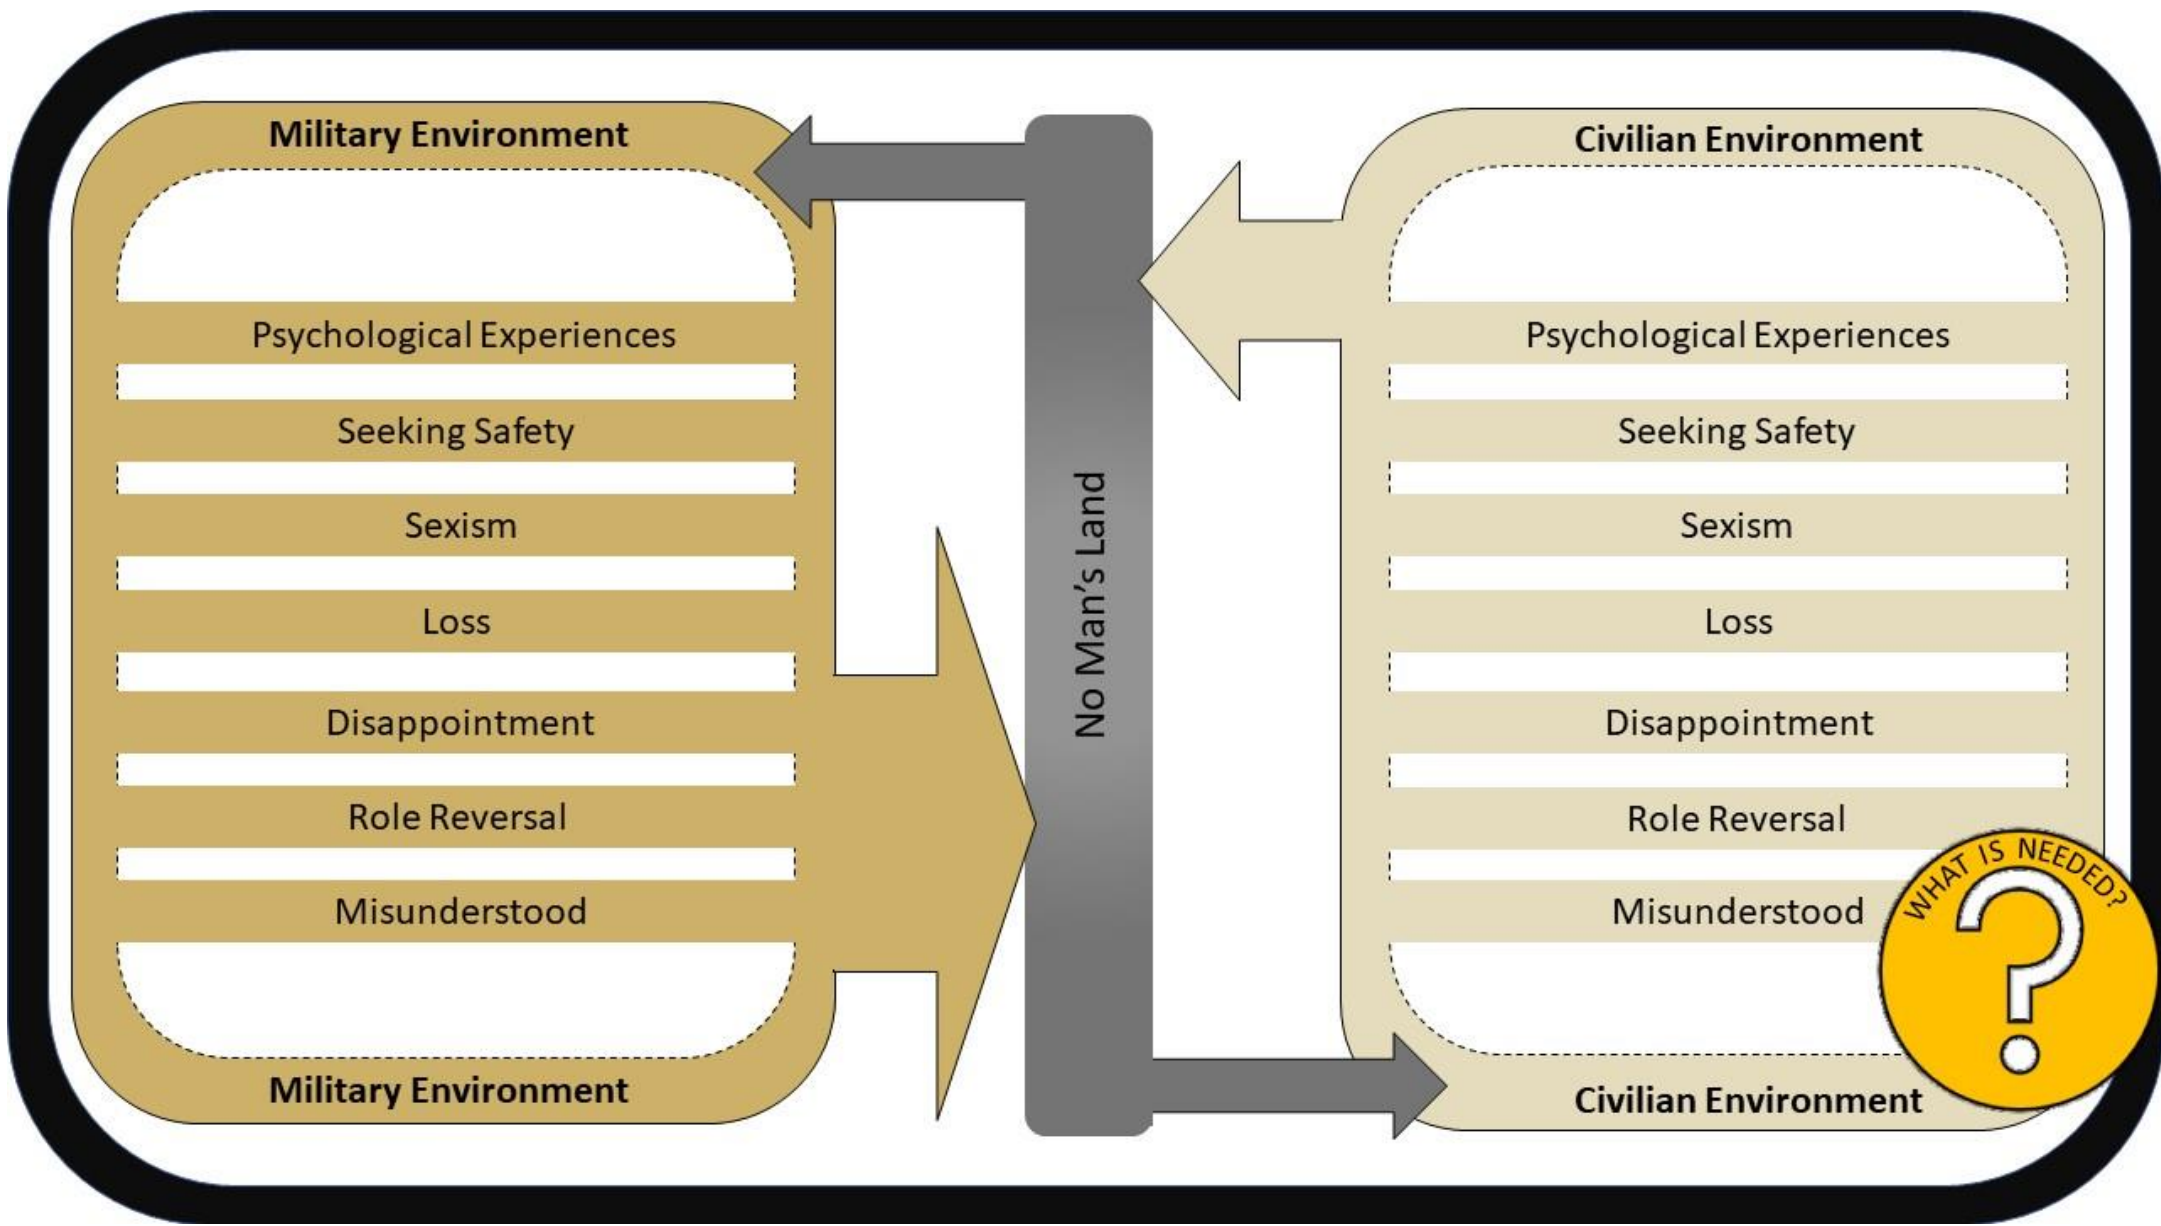 Military Environment
Psychological Experiences
Seeking Safety
Sexism
Loss
Disappointment
Role Reversal
Misunderstood
Military Environment
No Man’s Land
Civilian Environment
Psychological Experiences
Seeking Safety
Sexism
Loss
Disappointment
Role Reversal
Misunderstood
Civilian Environment
WHAT IS NEEDED?
?